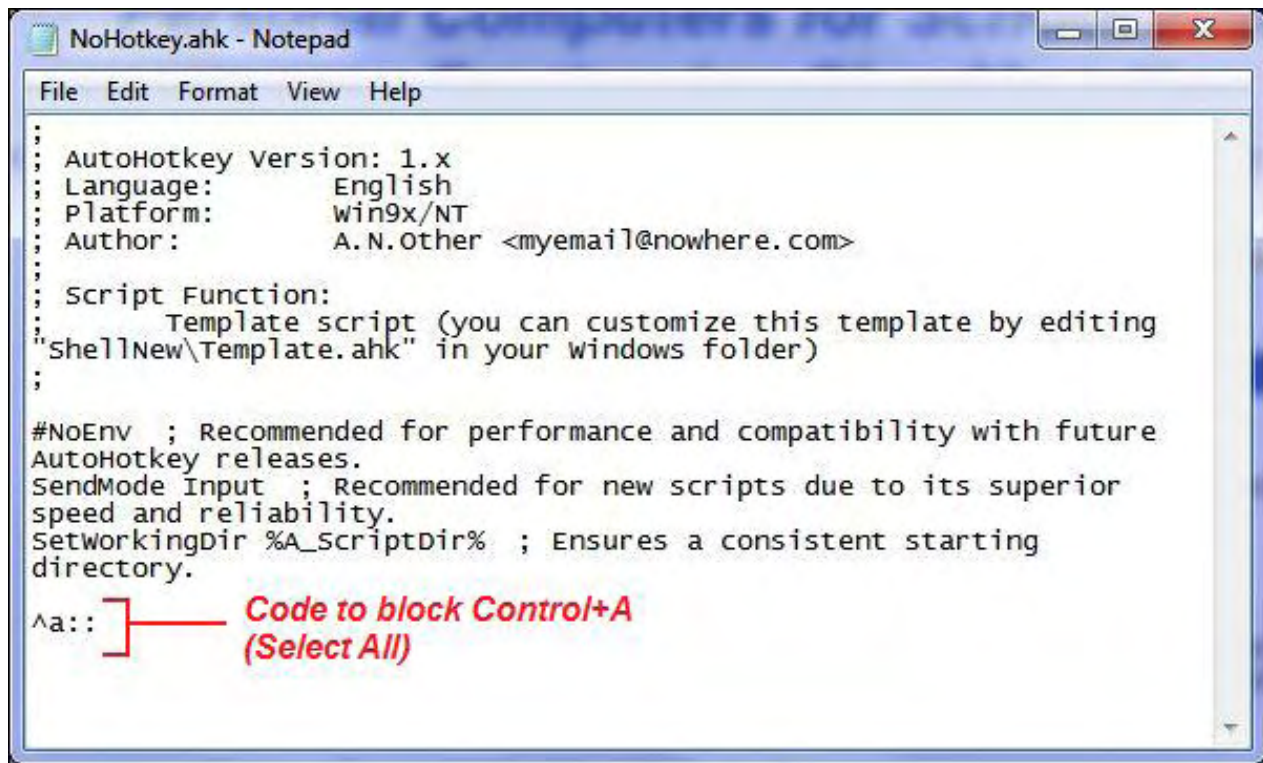 Computers for
NoHotkey.ahk - Notepad
File Edit Format View Help
;
; AutoHotkey Version: 1.x
; Language:       English
; Platform:       Win9x/NT
; Author:         A.N.Other <myemail@nowhere.com>
;
; Script Function:
;	Template script (you can customize this template by editing
"ShellNew\Template.ahk" in your Windows folder)
;
#NoEnv  ; Recommended for performance and compatibility with future
AutoHotkey releases.
SendMode Input  ; Recommended for new scripts due to its superior
speed and reliability.
SetWorkingDir %A_ScriptDir%  ; Ensures a consistent starting
directory.
^a::
Code to block Control+A
(Select All)